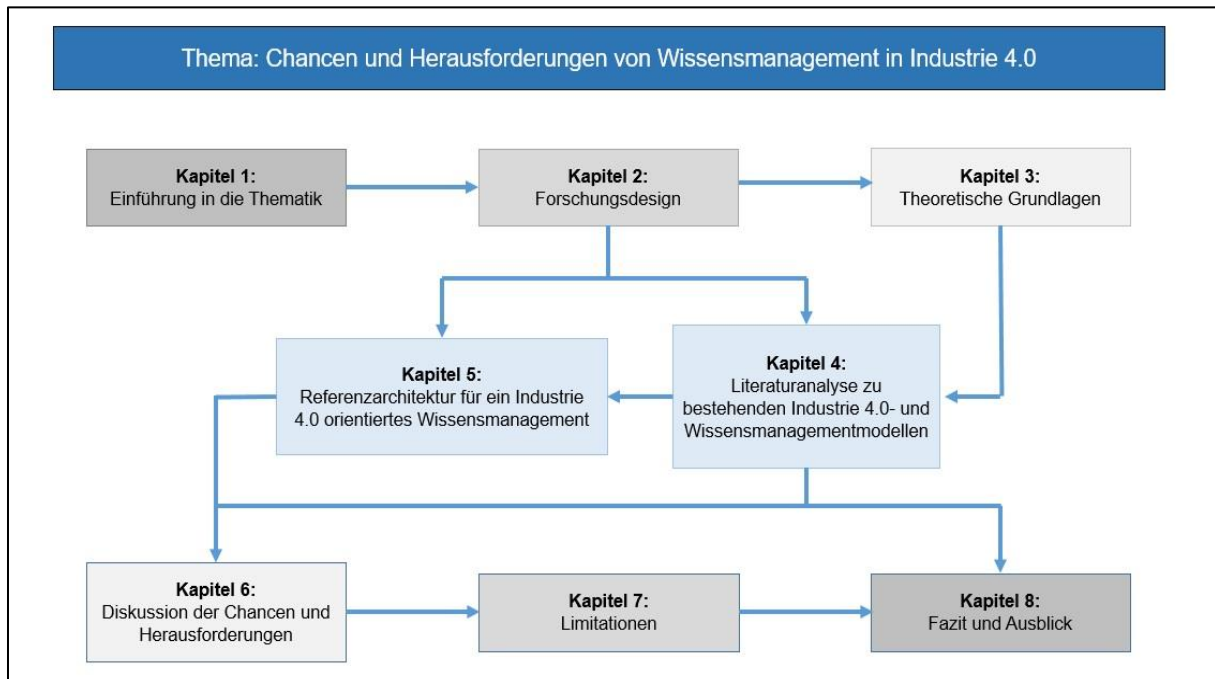 Thema: Chancen und Herausforderungen von Wissensmanagement in Industrie 4.0
Kapitel 1:
Einführung in die Thematik
Kapitel 2:
Forschungsdesign
Kapitel 3:
Theoretische Grundlagen
Kapitel 5:
Referenzarchitektur für ein Industrie
4.0 orientiertes Wissensmanagement
Kapitel 4:
Literaturanalyse zu
bestehenden Industrie 4.0- und
Wissensmanagementmodellen
Kapitel 6:
Diskussion der Chancen und
Herausforderungen
Kapitel 7:
Limitationen
Kapitel 8:
Fazit und Ausblick